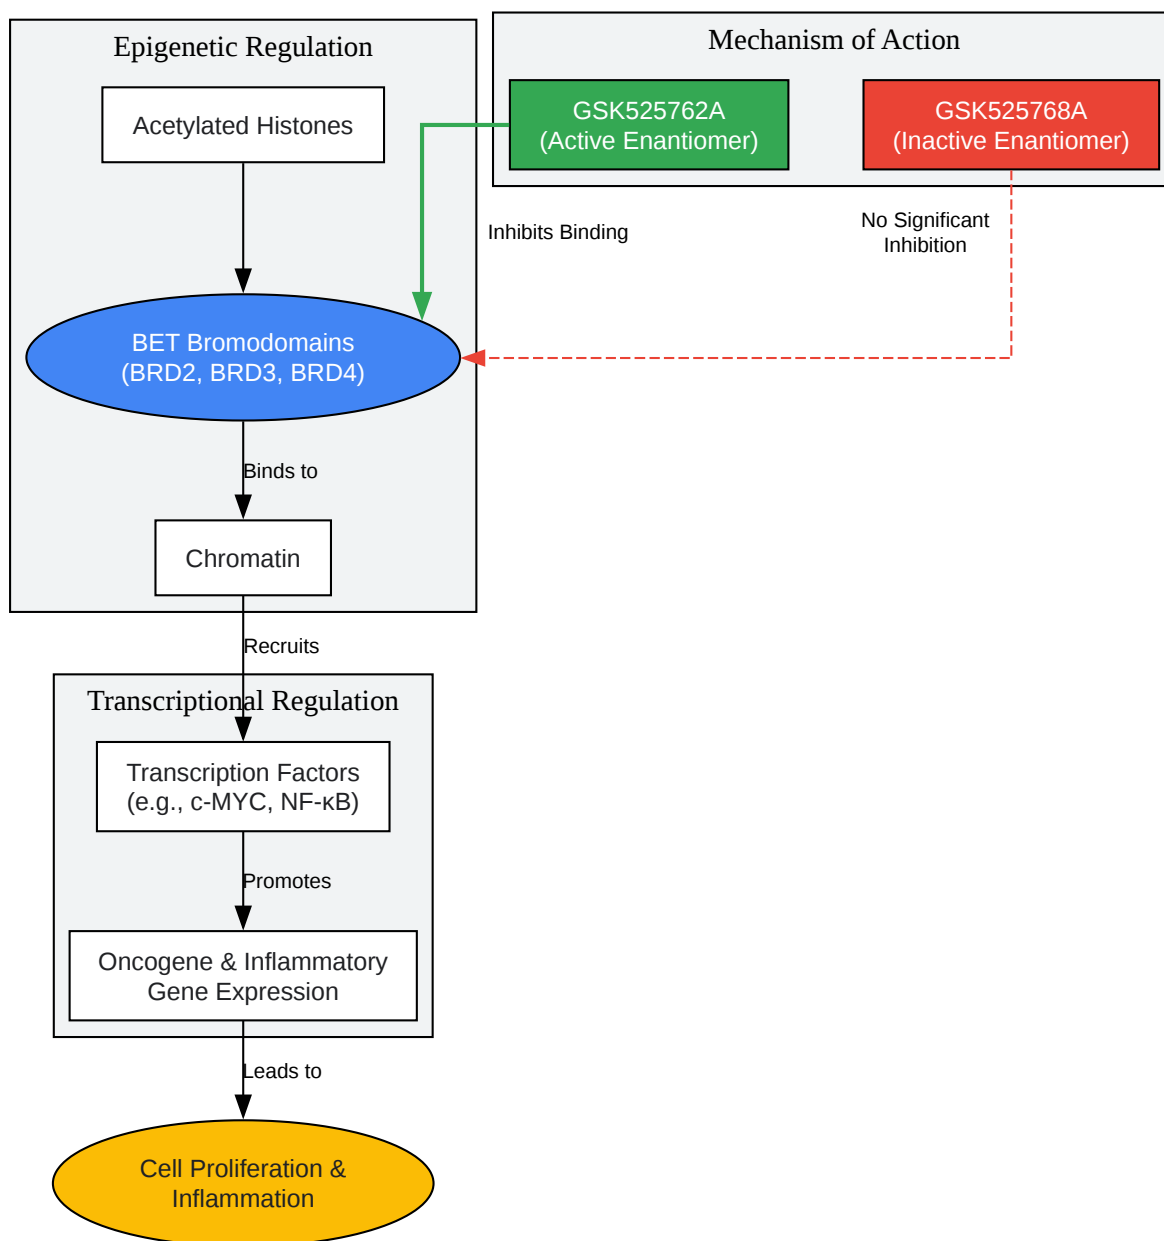 Epigenetic Regulation
Acetylated Histones
Mechanism of Action
GSK525762A
(Active Enantiomer)
GSK525768A
(Inactive Enantiomer)
Inhibits Binding
No Significant
Inhibition
BET Bromodomains
(BRD2, BRD3, BRD4)
Binds to
Chromatin
Recruits
Transcriptional Regulation
Transcription Factors
(e.g., c-MYC, NF-κB)
Promotes
Oncogene & Inflammatory
Gene Expression
Leads to
Cell Proliferation &
Inflammation